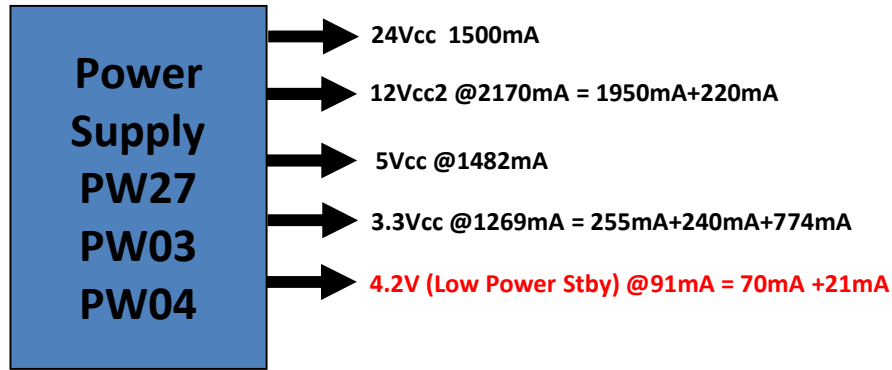 Power
Supply
PW27
PW03
PW04
24Vcc 1500mA
12Vcc2 @2170mA = 1950mA+220mA
5Vcc @1482mA
3.3Vcc @1269mA = 255mA+240mA+774mA
4.2V (Low Power Stby) @91mA = 70mA +21mA